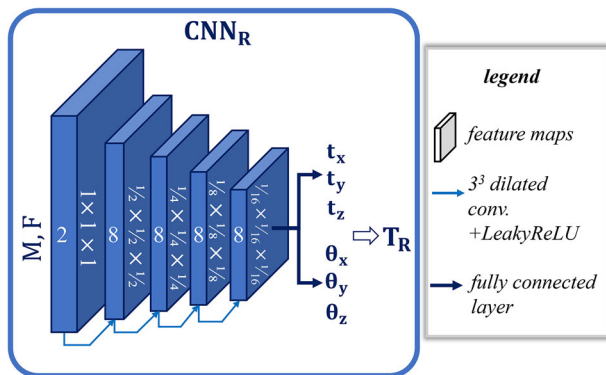 CNN_R
M, F
2
1×1×1
8
½×½×½
8
¼×¼×¼
8
⅛×⅛×⅛
8
1/16×1/16×1/16
t_x
t_y
t_z
θ_x
θ_y
θ_z
⇨ T_R
legend
feature maps
3³ dilated
conv.
+LeakyReLU
fully connected
layer